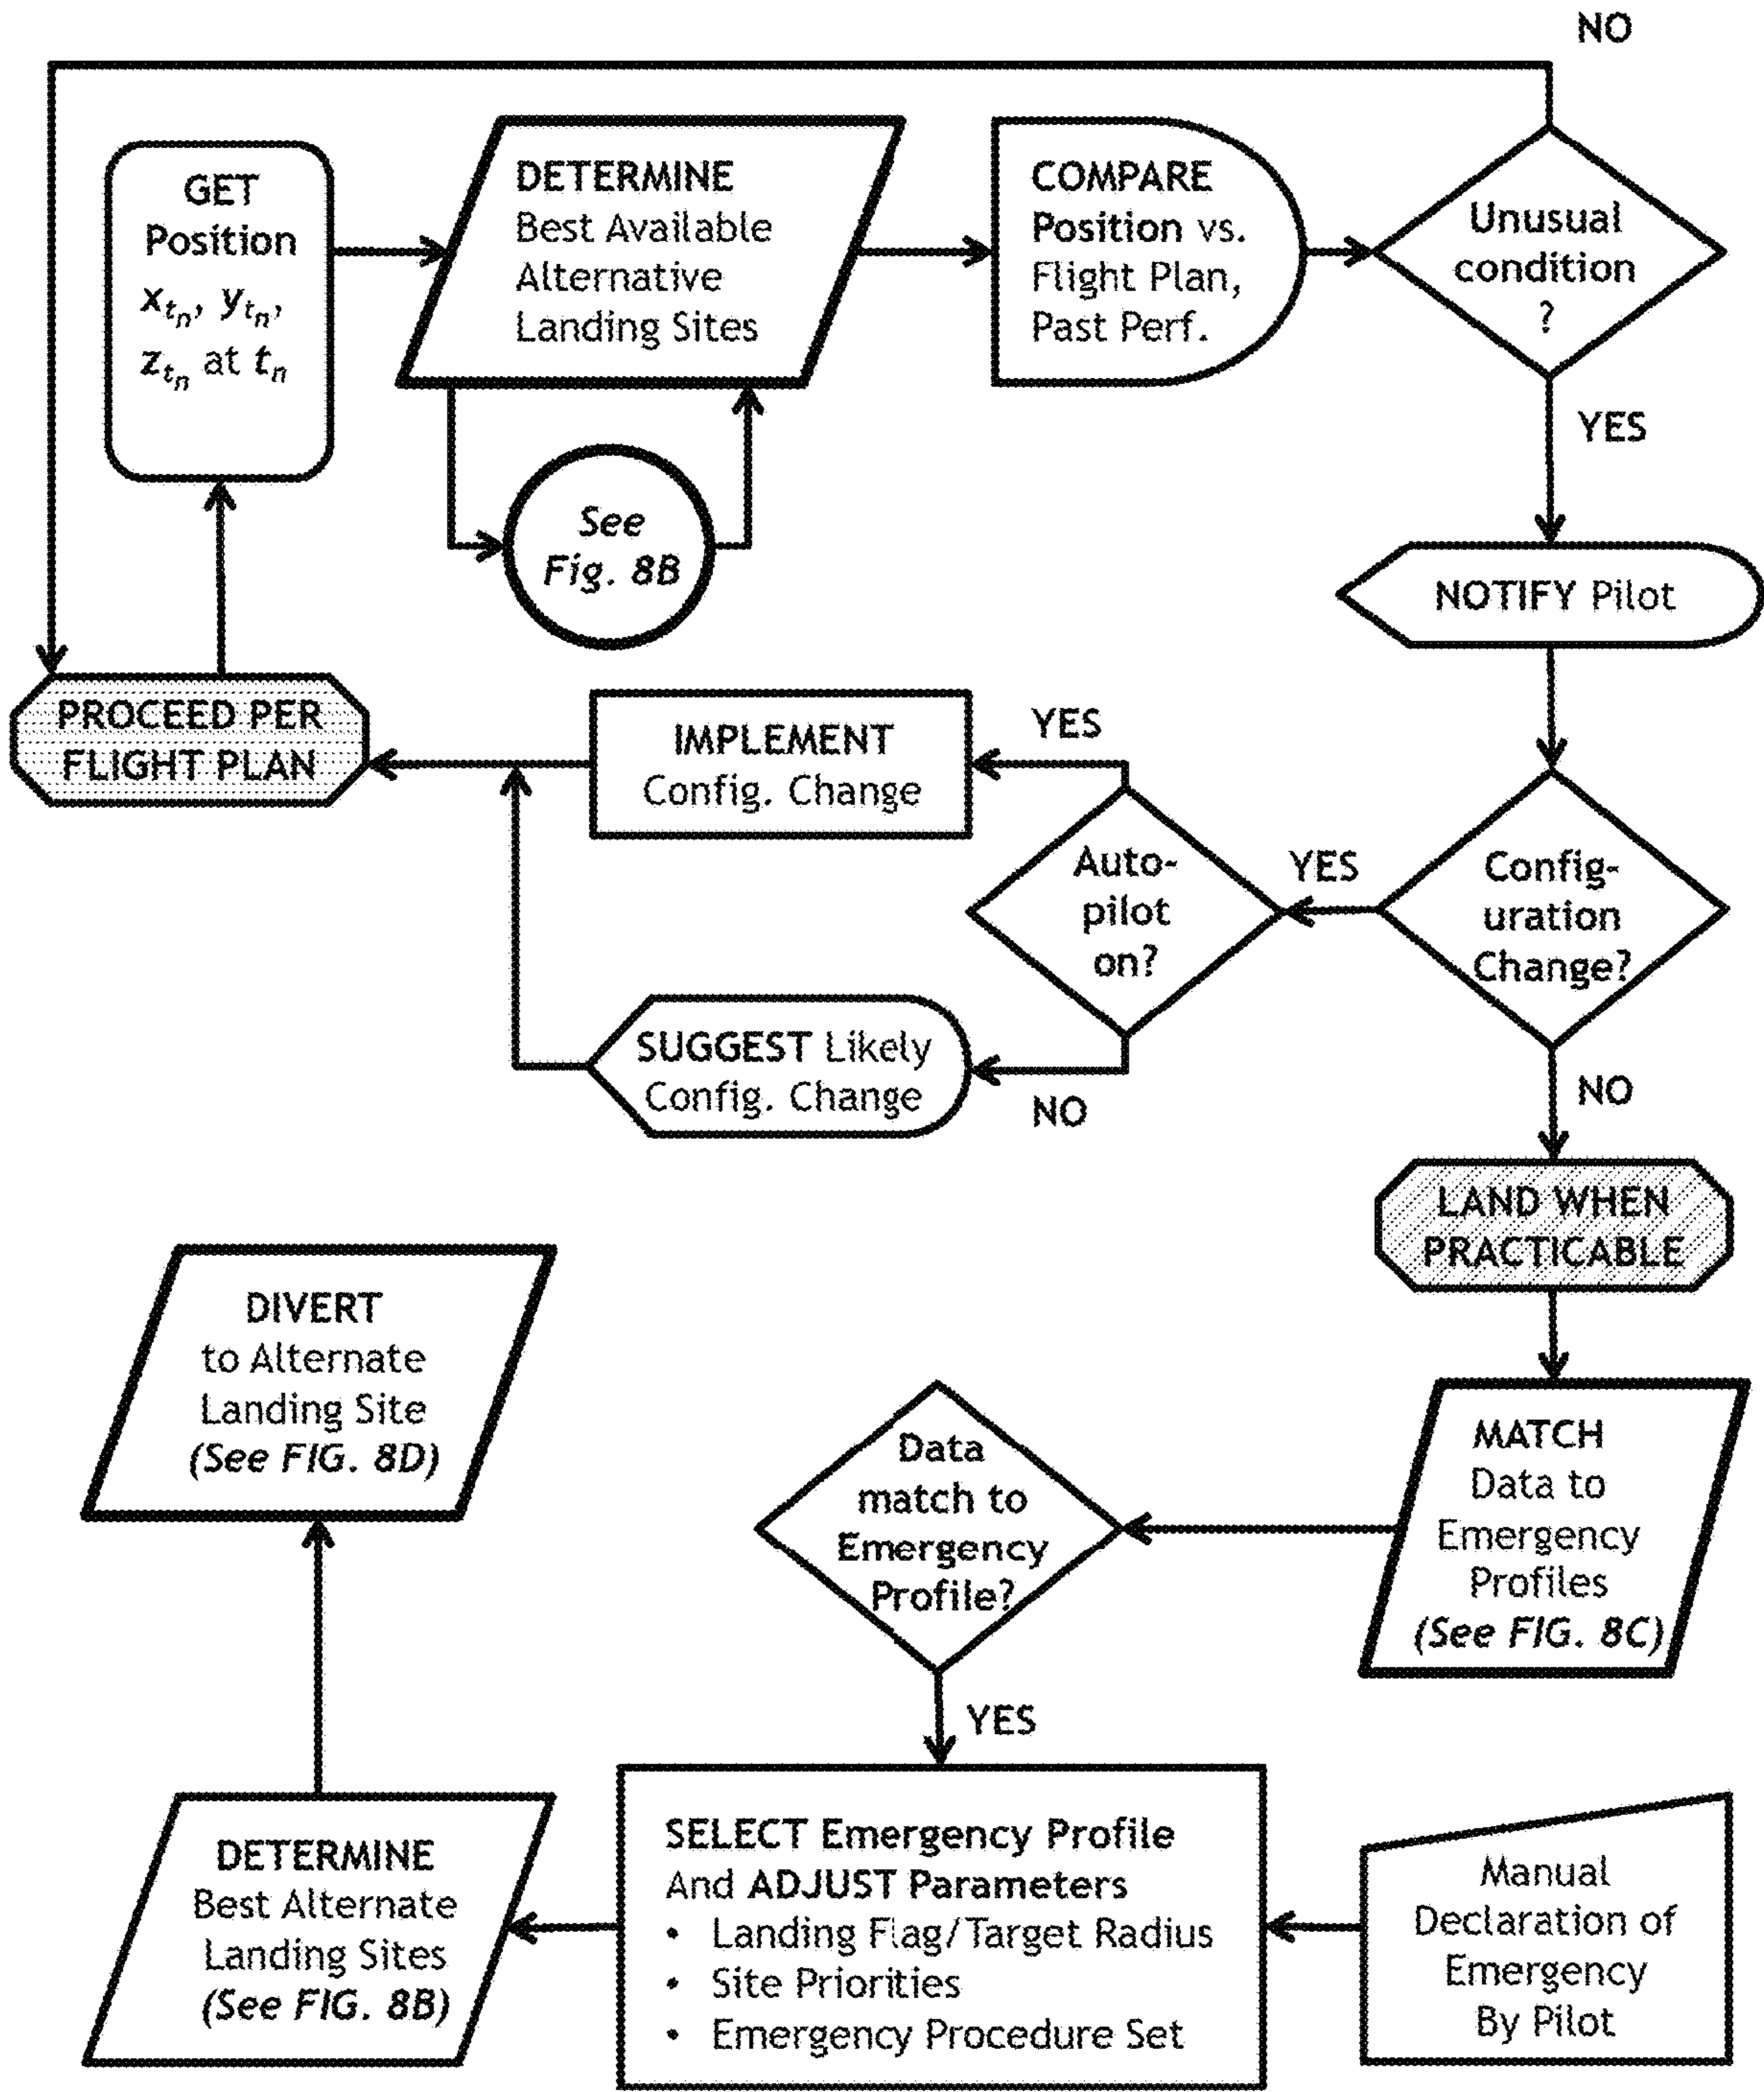 NO
GET
Position
x_{t_n}, y_{t_n},
z_{t_n} at t_n
DETERMINE
Best Available
Alternative
Landing Sites
COMPARE
Position vs.
Flight Plan,
Past Perf.
Unusual
condition
?
See
Fig. 8B
YES
NOTIFY Pilot
PROCEED PER
FLIGHT PLAN
IMPLEMENT
Config. Change
YES
Auto-
pilot
on?
YES
Config-
uration
Change?
SUGGEST Likely
Config. Change
NO
NO
LAND WHEN
PRACTICABLE
DIVERT
to Alternate
Landing Site
(See FIG. 8D)
Data
match to
Emergency
Profile?
MATCH
Data to
Emergency
Profiles
(See FIG. 8C)
YES
DETERMINE
Best Alternate
Landing Sites
(See FIG. 8B)
SELECT Emergency Profile
And ADJUST Parameters
• Landing Flag/Target Radius
• Site Priorities
• Emergency Procedure Set
Manual
Declaration of
Emergency
By Pilot